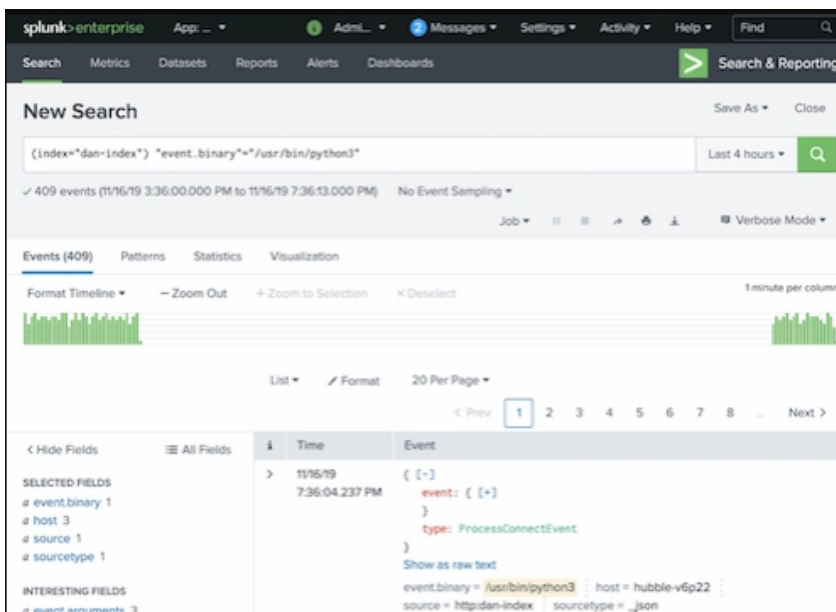 splunk>enterprise App: _ i Admi... 2 Messages Settings Activity Help Find
Search Metrics Datasets Reports Alerts Dashboards > Search & Reporting
New Search Save As Close
(index="dan-index") "event.binary"="/usr/bin/python3" Last 4 hours
✓ 409 events (11/16/19 3:36:00.000 PM to 11/16/19 7:36:13.000 PM) No Event Sampling
Job Verbose Mode
Events (409) Patterns Statistics Visualization
Format Timeline — Zoom Out + Zoom to Selection × Deselect 1 minute per column
List Format 20 Per Page
< Prev 1 2 3 4 5 6 7 8 ... Next >
< Hide Fields All Fields i Time Event
SELECTED FIELDS
a event.binary 1
a host 3
a source 1
a sourcetype 1
INTERESTING FIELDS
a event.arguments 3
> 11/16/19
7:36:04.237 PM
{ [-]
event: { [+]
}
type: ProcessConnectEvent
}
Show as raw text
event.binary = /usr/bin/python3 host = hubble-v6p22
source = http:dan-index sourcetype = _json